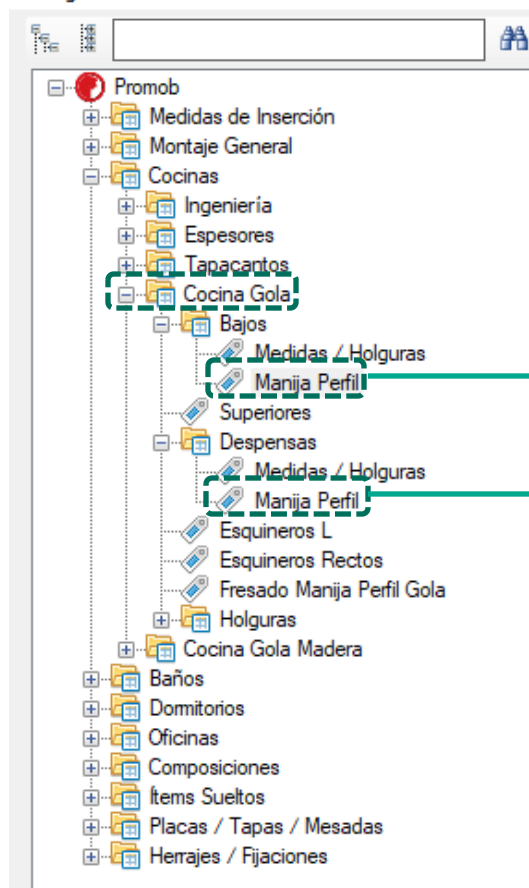 Promob
Medidas de Inserción
Montaje General
Cocinas
Ingeniería
Espesores
Tapacantos
Cocina Gola
Bajos
Medidas / Holguras
Manija Perfil
Superiores
Despensas
Medidas / Holguras
Manija Perfil
Esquineros L
Esquineros Rectos
Fresado Manija Perfil Gola
Holguras
Cocina Gola Madera
Baños
Dormitorios
Oficinas
Composiciones
Ítems Sueltos
Placas / Tapas / Mesadas
Herrajes / Fijaciones